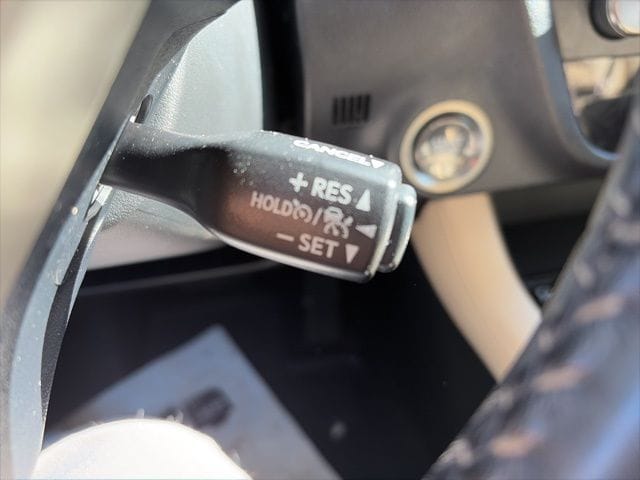 CANCEL
+ RES ▲
HOLD / ◀
− SET ▼